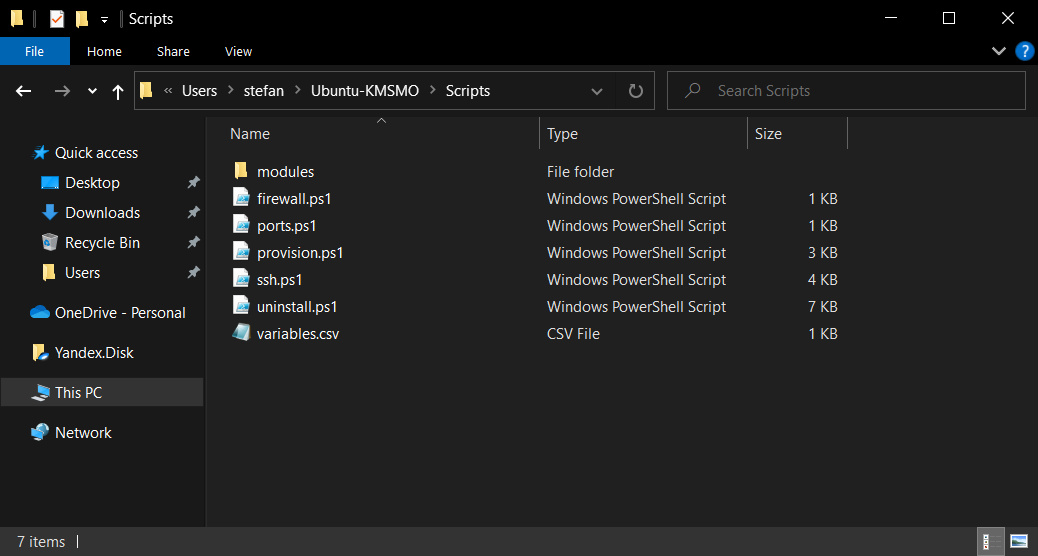 Scripts
File Home Share View
?
« Users > stefan > Ubuntu-KMSMO > Scripts
Search Scripts
Name Type Size
Quick access
Desktop
Downloads
Recycle Bin
Users
OneDrive - Personal
Yandex.Disk
This PC
Network
modules File folder
firewall.ps1 Windows PowerShell Script 1 KB
ports.ps1 Windows PowerShell Script 1 KB
provision.ps1 Windows PowerShell Script 3 KB
ssh.ps1 Windows PowerShell Script 4 KB
uninstall.ps1 Windows PowerShell Script 7 KB
variables.csv CSV File 1 KB
7 items